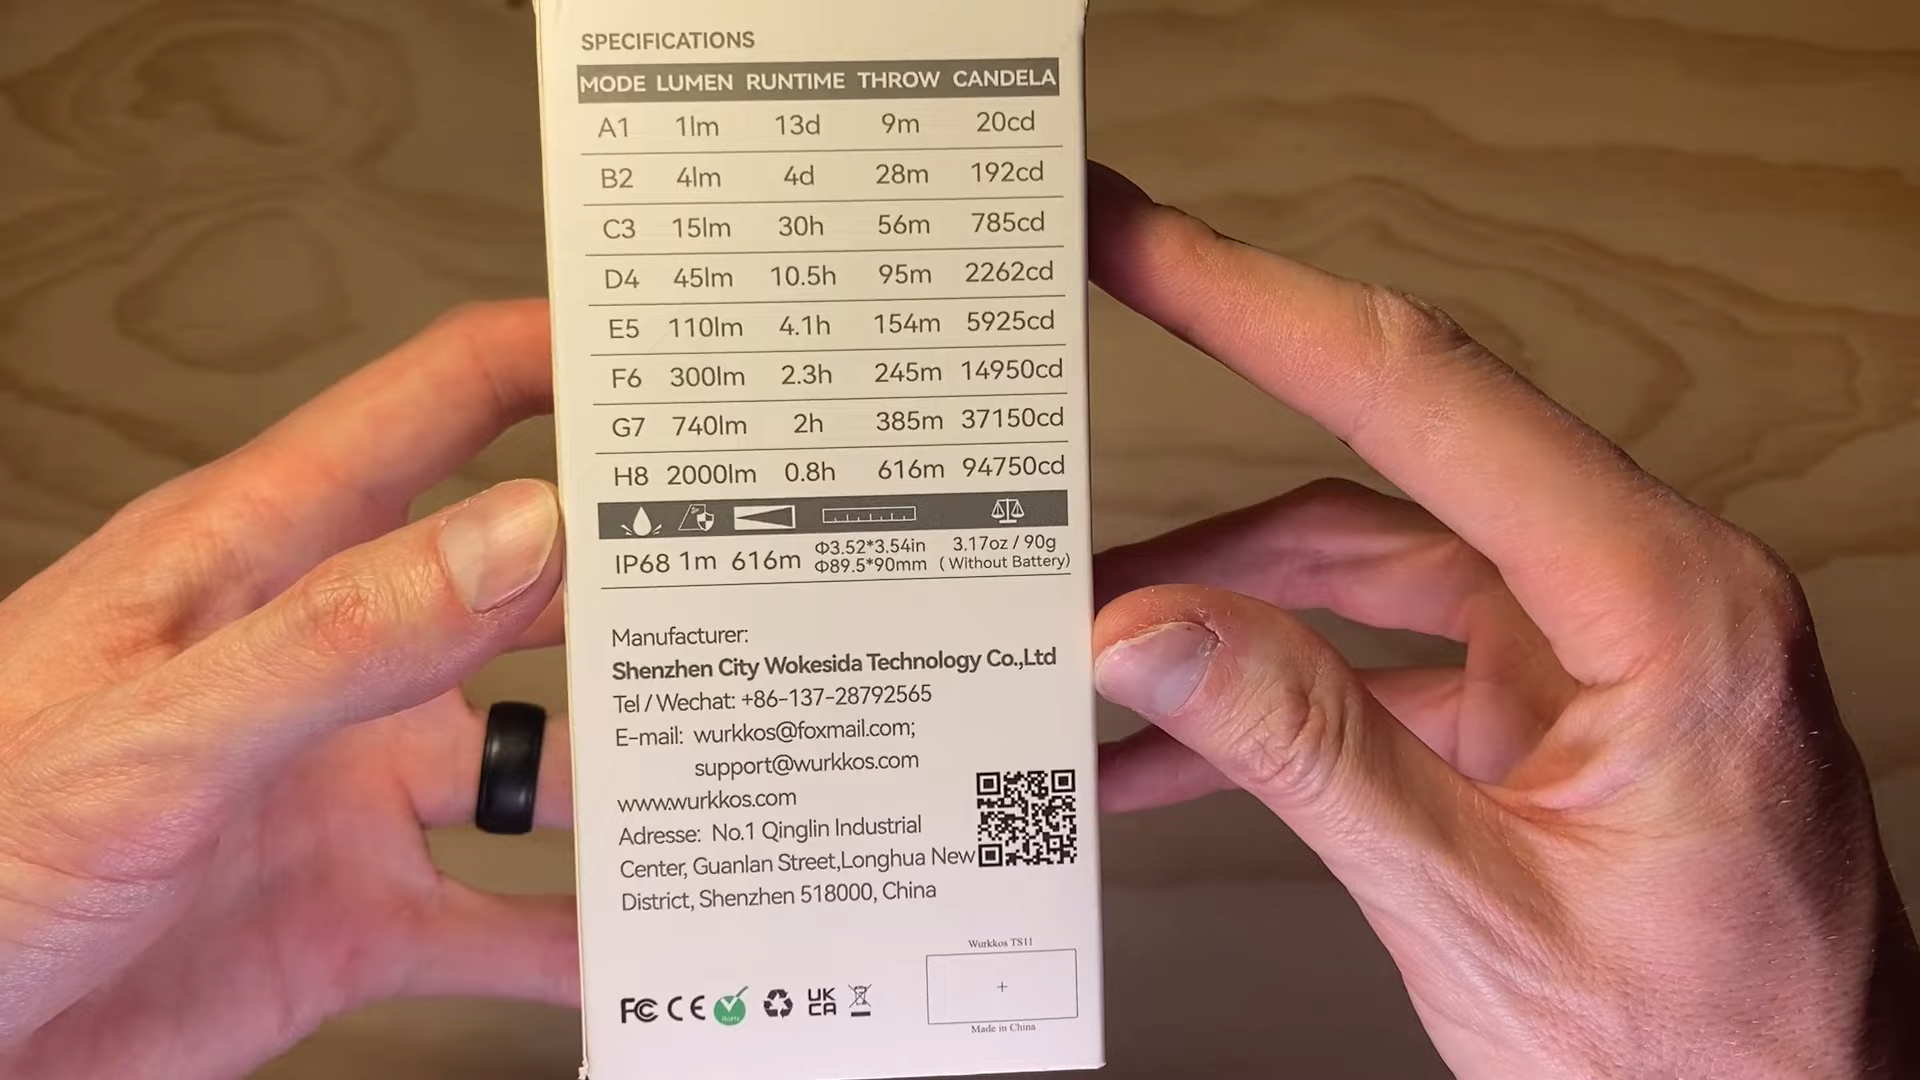 SPECIFICATIONS
MODE LUMEN RUNTIME THROW CANDELA
A1 1lm 13d 9m 20cd
B2 4lm 4d 28m 192cd
C3 15lm 30h 56m 785cd
D4 45lm 10.5h 95m 2262cd
E5 110lm 4.1h 154m 5925cd
F6 300lm 2.3h 245m 14950cd
G7 740lm 2h 385m 37150cd
H8 2000lm 0.8h 616m 94750cd
IP68 1m 616m Φ3.52*3.54in 3.17oz / 90g
Φ89.5*90mm ( Without Battery)
Manufacturer:
Shenzhen City Wokesida Technology Co.,Ltd
Tel / Wechat: +86-137-28792565
E-mail: wurkkos@foxmail.com;
support@wurkkos.com
www.wurkkos.com
Adresse: No.1 Qinglin Industrial
Center, Guanlan Street,Longhua New
District, Shenzhen 518000, China
Wurkkos TS11
+
FC CE RoHS UK CA
Made in China